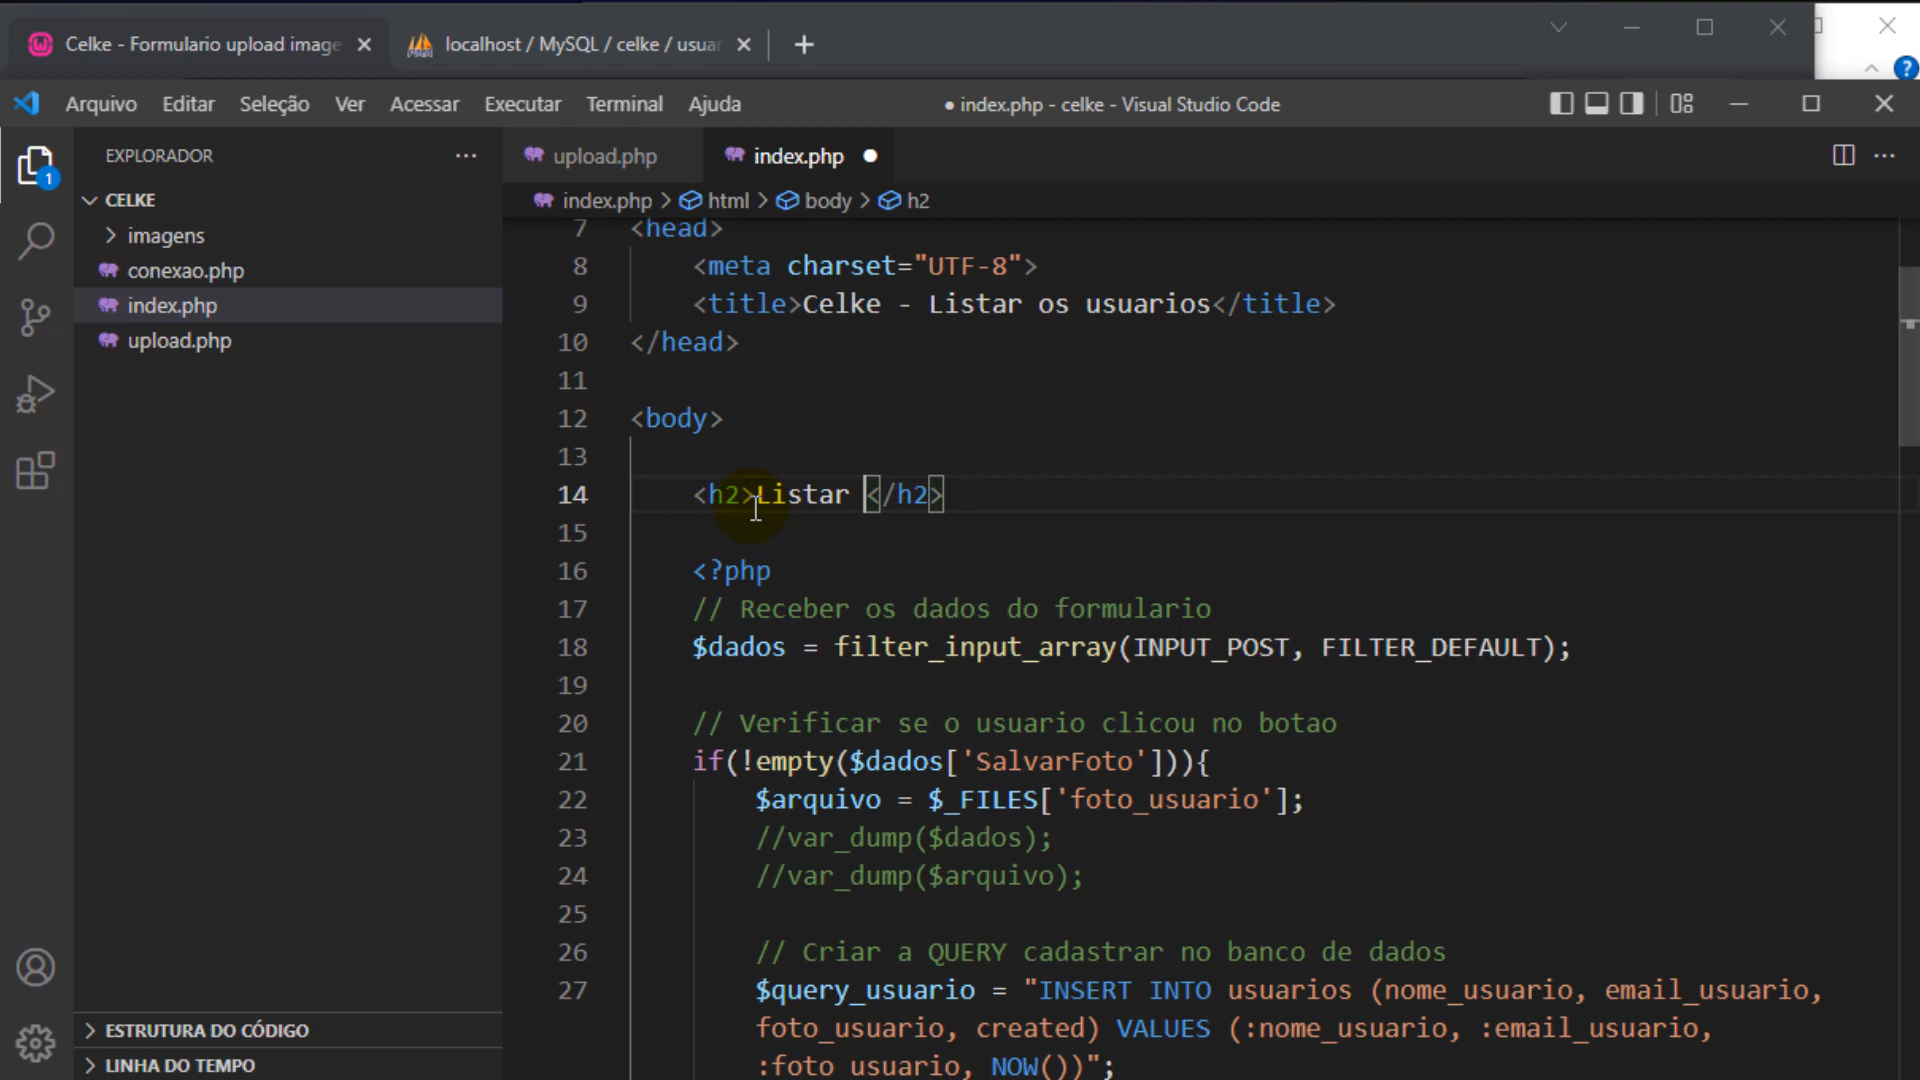 Celke - Formulario upload image
localhost / MySQL / celke / usuar
Arquivo Editar Seleção Ver Acessar Executar Terminal Ajuda
● index.php - celke - Visual Studio Code
EXPLORADOR
upload.php
index.php
index.php > html > body > h2
CELKE
imagens
conexao.php
index.php
upload.php
1
7 <head>
8 <meta charset="UTF-8">
9 <title>Celke - Listar os usuarios</title>
10 </head>
11
12 <body>
13
14 <h2>Listar </h2>
15
16 <?php
17 // Receber os dados do formulario
18 $dados = filter_input_array(INPUT_POST, FILTER_DEFAULT);
19
20 // Verificar se o usuario clicou no botao
21 if(!empty($dados['SalvarFoto'])){
22 $arquivo = $_FILES['foto_usuario'];
23 //var_dump($dados);
24 //var_dump($arquivo);
25
26 // Criar a QUERY cadastrar no banco de dados
27 $query_usuario = "INSERT INTO usuarios (nome_usuario, email_usuario,
foto_usuario, created) VALUES (:nome_usuario, :email_usuario,
:foto_usuario, NOW())";
ESTRUTURA DO CÓDIGO
LINHA DO TEMPO